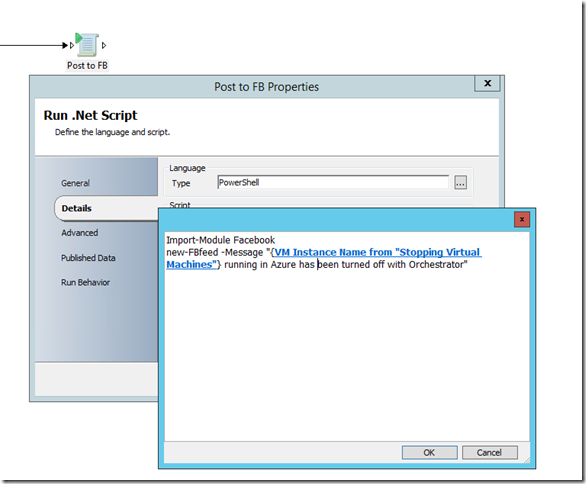 Post to FB
Post to FB Properties
x
Run .Net Script
Define the language and script.
General
Details
Advanced
Published Data
Run Behavior
Language
Type
PowerShell
...
Script
x
Import-Module Facebook
new-FBfeed -Message "{VM Instance Name from "Stopping Virtual
Machines"} running in Azure has been turned off with Orchestrator"
OK
Cancel